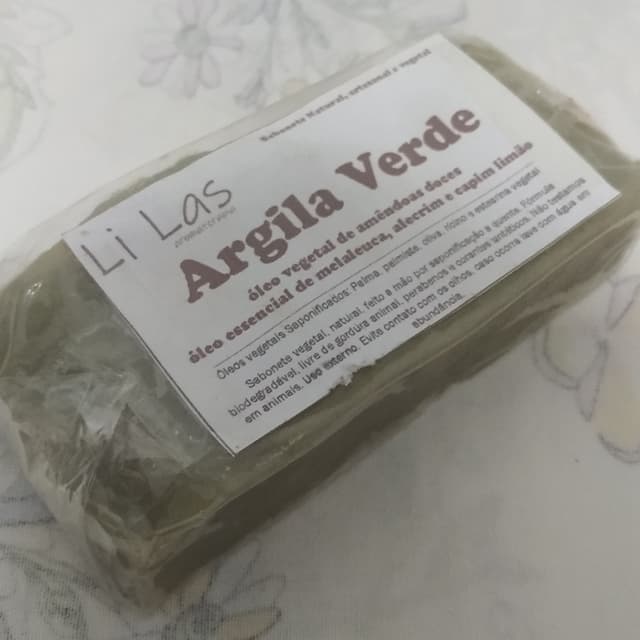 Sabonete Natural, artesanal e vegetal
Li Las
Argila Verde
óleo vegetal de amêndoas doces
óleo essencial de melaleuca, alecrim e capim limão
Óleos vegetais Saponificados Palma, palmiste, oliva, rícino e estearina vegetal
Sabonete vegetal, natural, feito à mão por saponificação a quente. Fórmula
biodegradável, livre de gordura animal, parabenos e corantes sintéticos. Não testamos
em animais. Uso externo. Evite contato com os olhos, caso ocorra lave com água em
abundância.